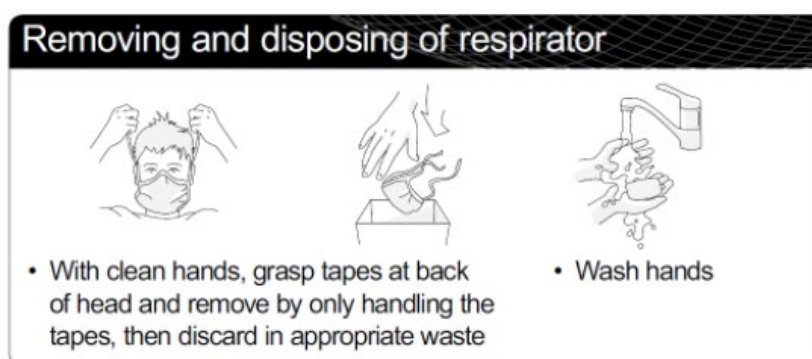 Removing and disposing of respirator
• With clean hands, grasp tapes at back
of head and remove by only handling the
tapes, then discard in appropriate waste
• Wash hands